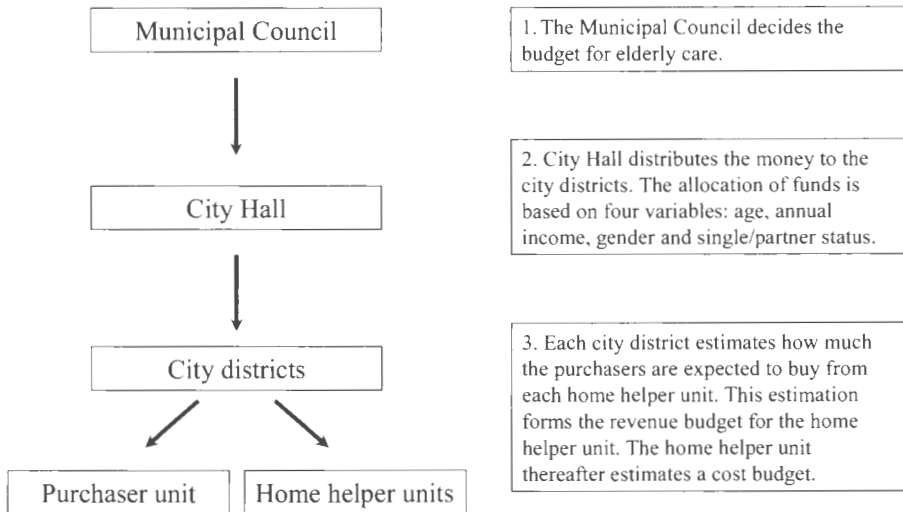 Municipal Council
1. The Municipal Council decides the
budget for elderly care.
City Hall
2. City Hall distributes the money to the
city districts. The allocation of funds is
based on four variables: age, annual
income, gender and single/partner status.
City districts
3. Each city district estimates how much
the purchasers are expected to buy from
each home helper unit. This estimation
forms the revenue budget for the home
helper unit. The home helper unit
thereafter estimates a cost budget.
Purchaser unit
Home helper units